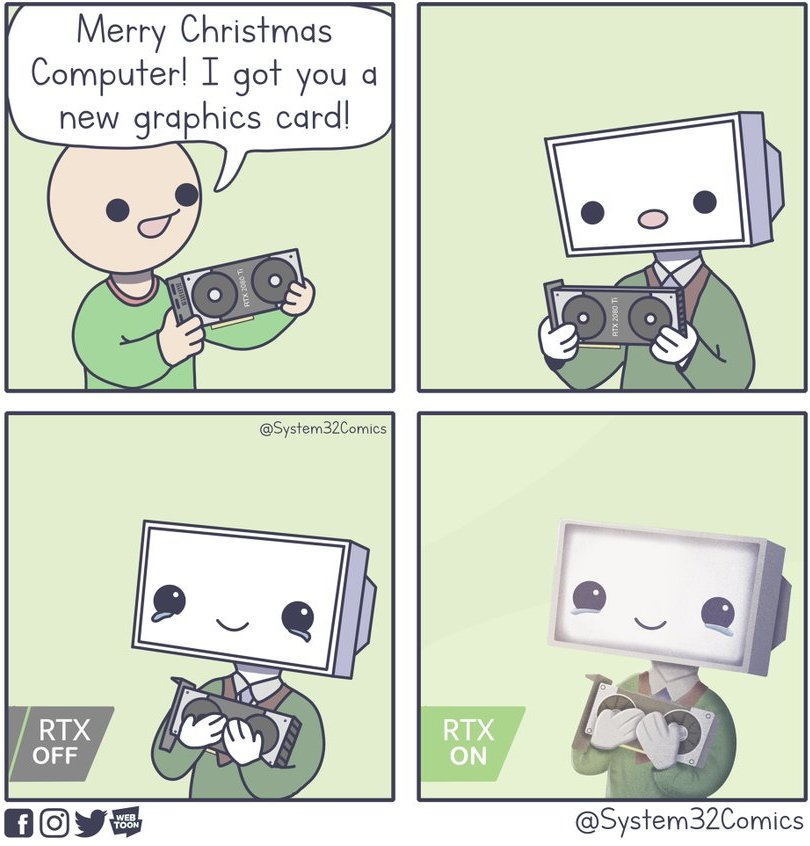 Merry Christmas
Computer! I got you a
new graphics card!
RTX 2080 Ti
RTX 2080 Ti
@System32Comics
RTX
OFF
RTX
ON
WEB
TOON
@System32Comics